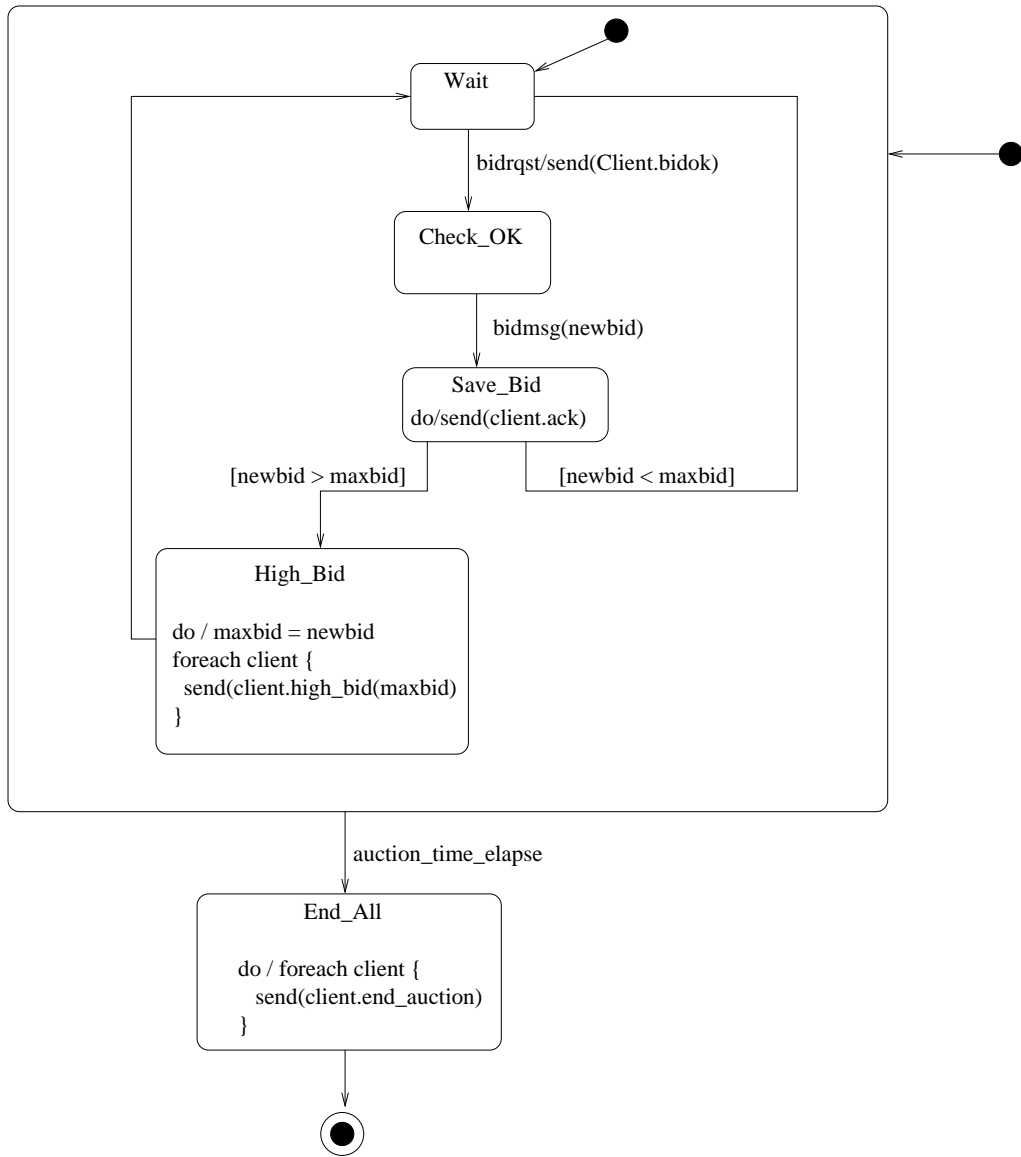 Wait
bidrqst/send(Client.bidok)
Check_OK
bidmsg(newbid)
Save_Bid
do/send(client.ack)
[newbid > maxbid]
[newbid < maxbid]
High_Bid
do / maxbid = newbid
foreach client {
send(client.high_bid(maxbid)
}
auction_time_elapse
End_All
do / foreach client {
send(client.end_auction)
}